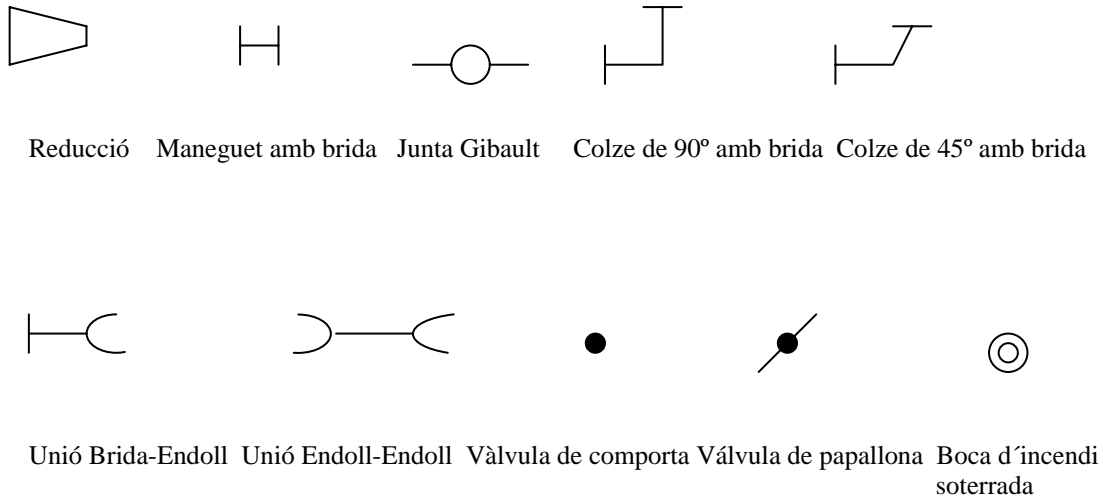 Reducció Maneguet amb brida Junta Gibault Colze de 90º amb brida Colze de 45º amb brida
Unió Brida-Endoll Unió Endoll-Endoll Vàlvula de comporta Válvula de papallona Boca d´incendi
soterrada